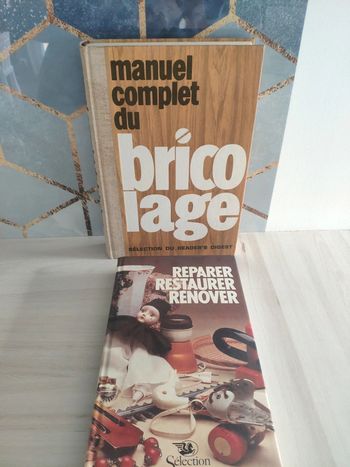 manuel
complet
du
brico
lage
SÉLECTION DU READER'S DIGEST
REPARER
RESTAURER
RENOVER
Sélection